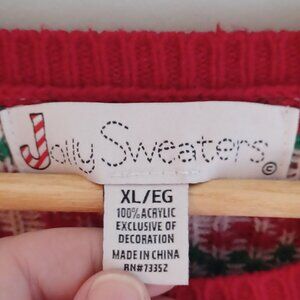 Jolly Sweaters ©
XL/EG
100% ACRYLIC
EXCLUSIVE OF
DECORATION
MADE IN CHINA
RN#73352